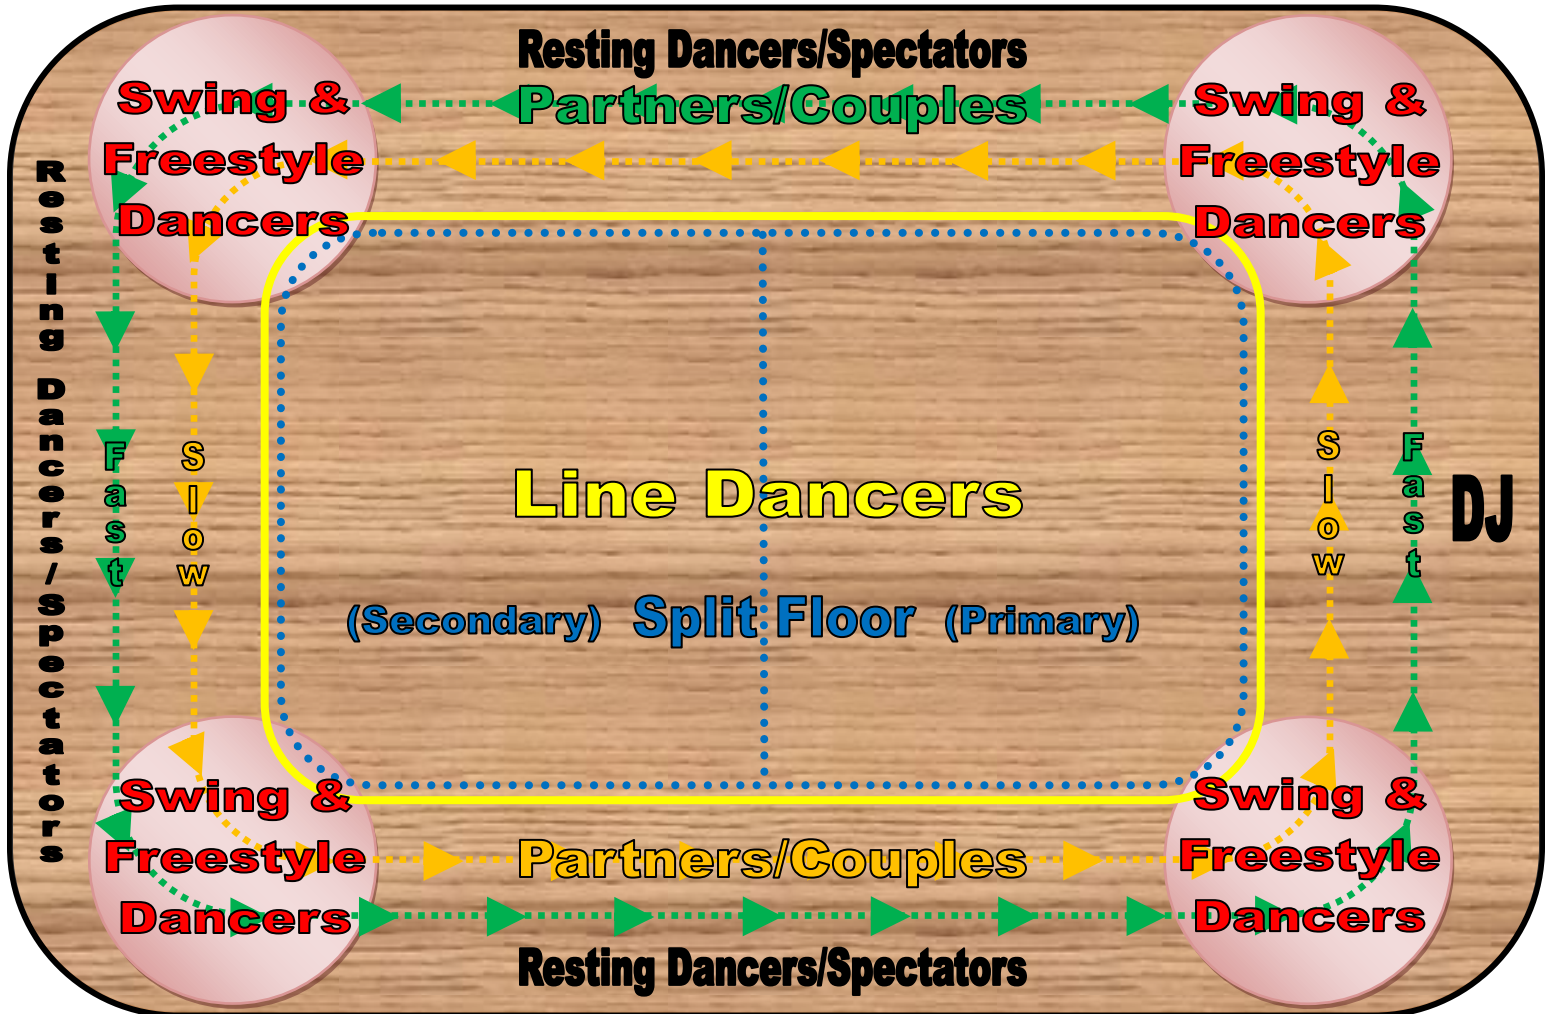 Resting Dancers/Spectators
Partners/Couples
Swing &
Freestyle
Dancers
Swing &
Freestyle
Dancers
Resting Dancers/Spectators
Fast
Slow
Line Dancers
(Secondary) Split Floor (Primary)
Slow
Fast
DJ
Swing &
Freestyle
Dancers
Partners/Couples
Swing &
Freestyle
Dancers
Resting Dancers/Spectators